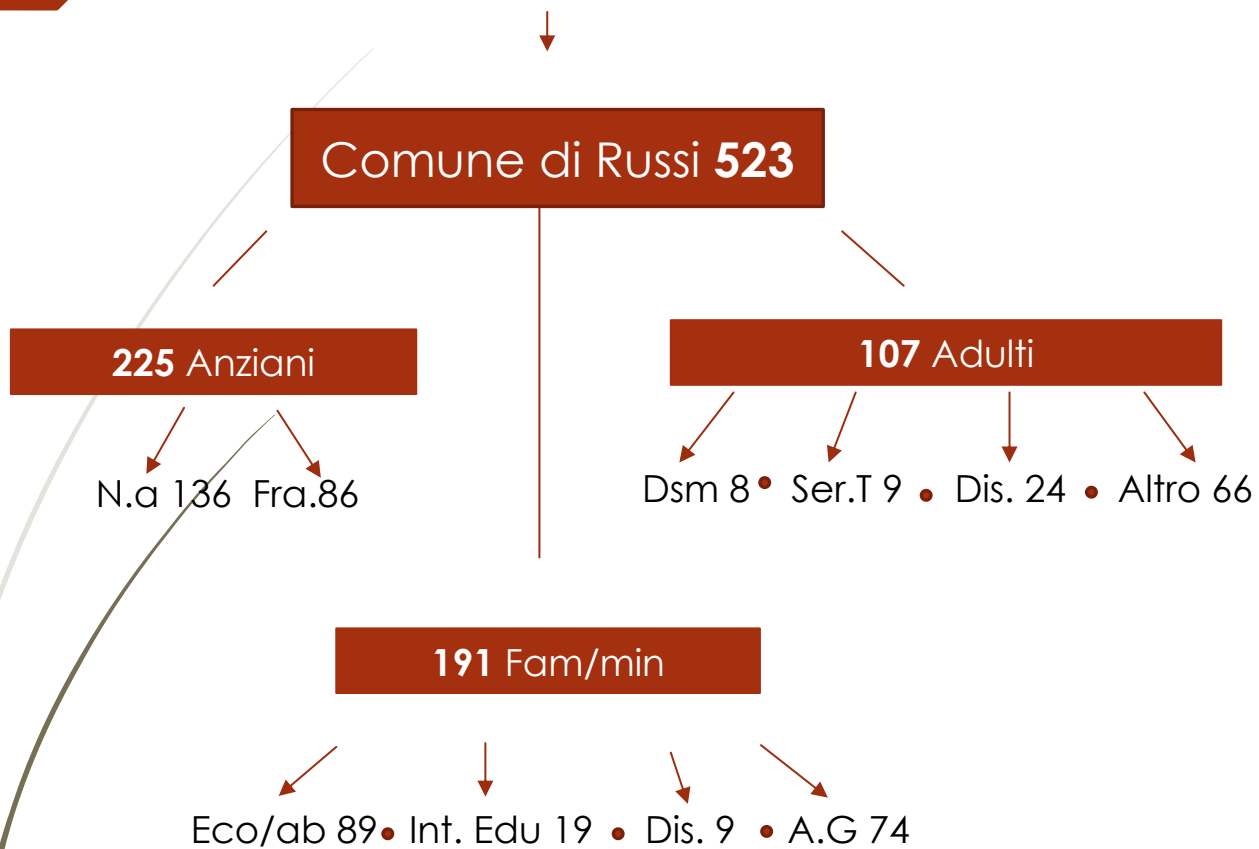 Comune di Russi 523
225 Anziani
107 Adulti
N.a 136 Fra.86
Dsm 8• Ser.T 9 • Dis. 24 • Altro 66
191 Fam/min
Eco/ab 89• Int. Edu 19 • Dis. 9 • A.G 74